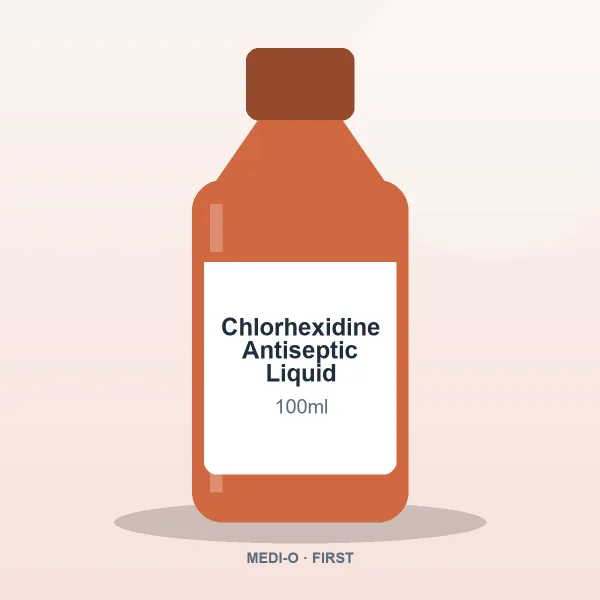 Chlorhexidine
Antiseptic
Liquid
100ml
MEDI-O · FIRST